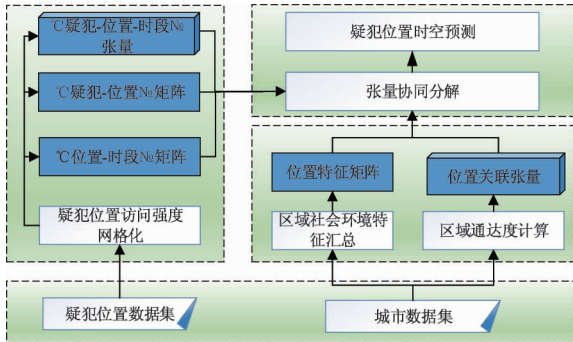 ℃疑犯-位置-时段№
张量
℃疑犯-位置№矩阵
℃位置-时段№矩阵
疑犯位置访问强度
网格化
疑犯位置时空预测
张量协同分解
位置特征矩阵
位置关联张量
区域社会环境特
征汇总
区域通达度计算
疑犯位置数据集
城市数据集